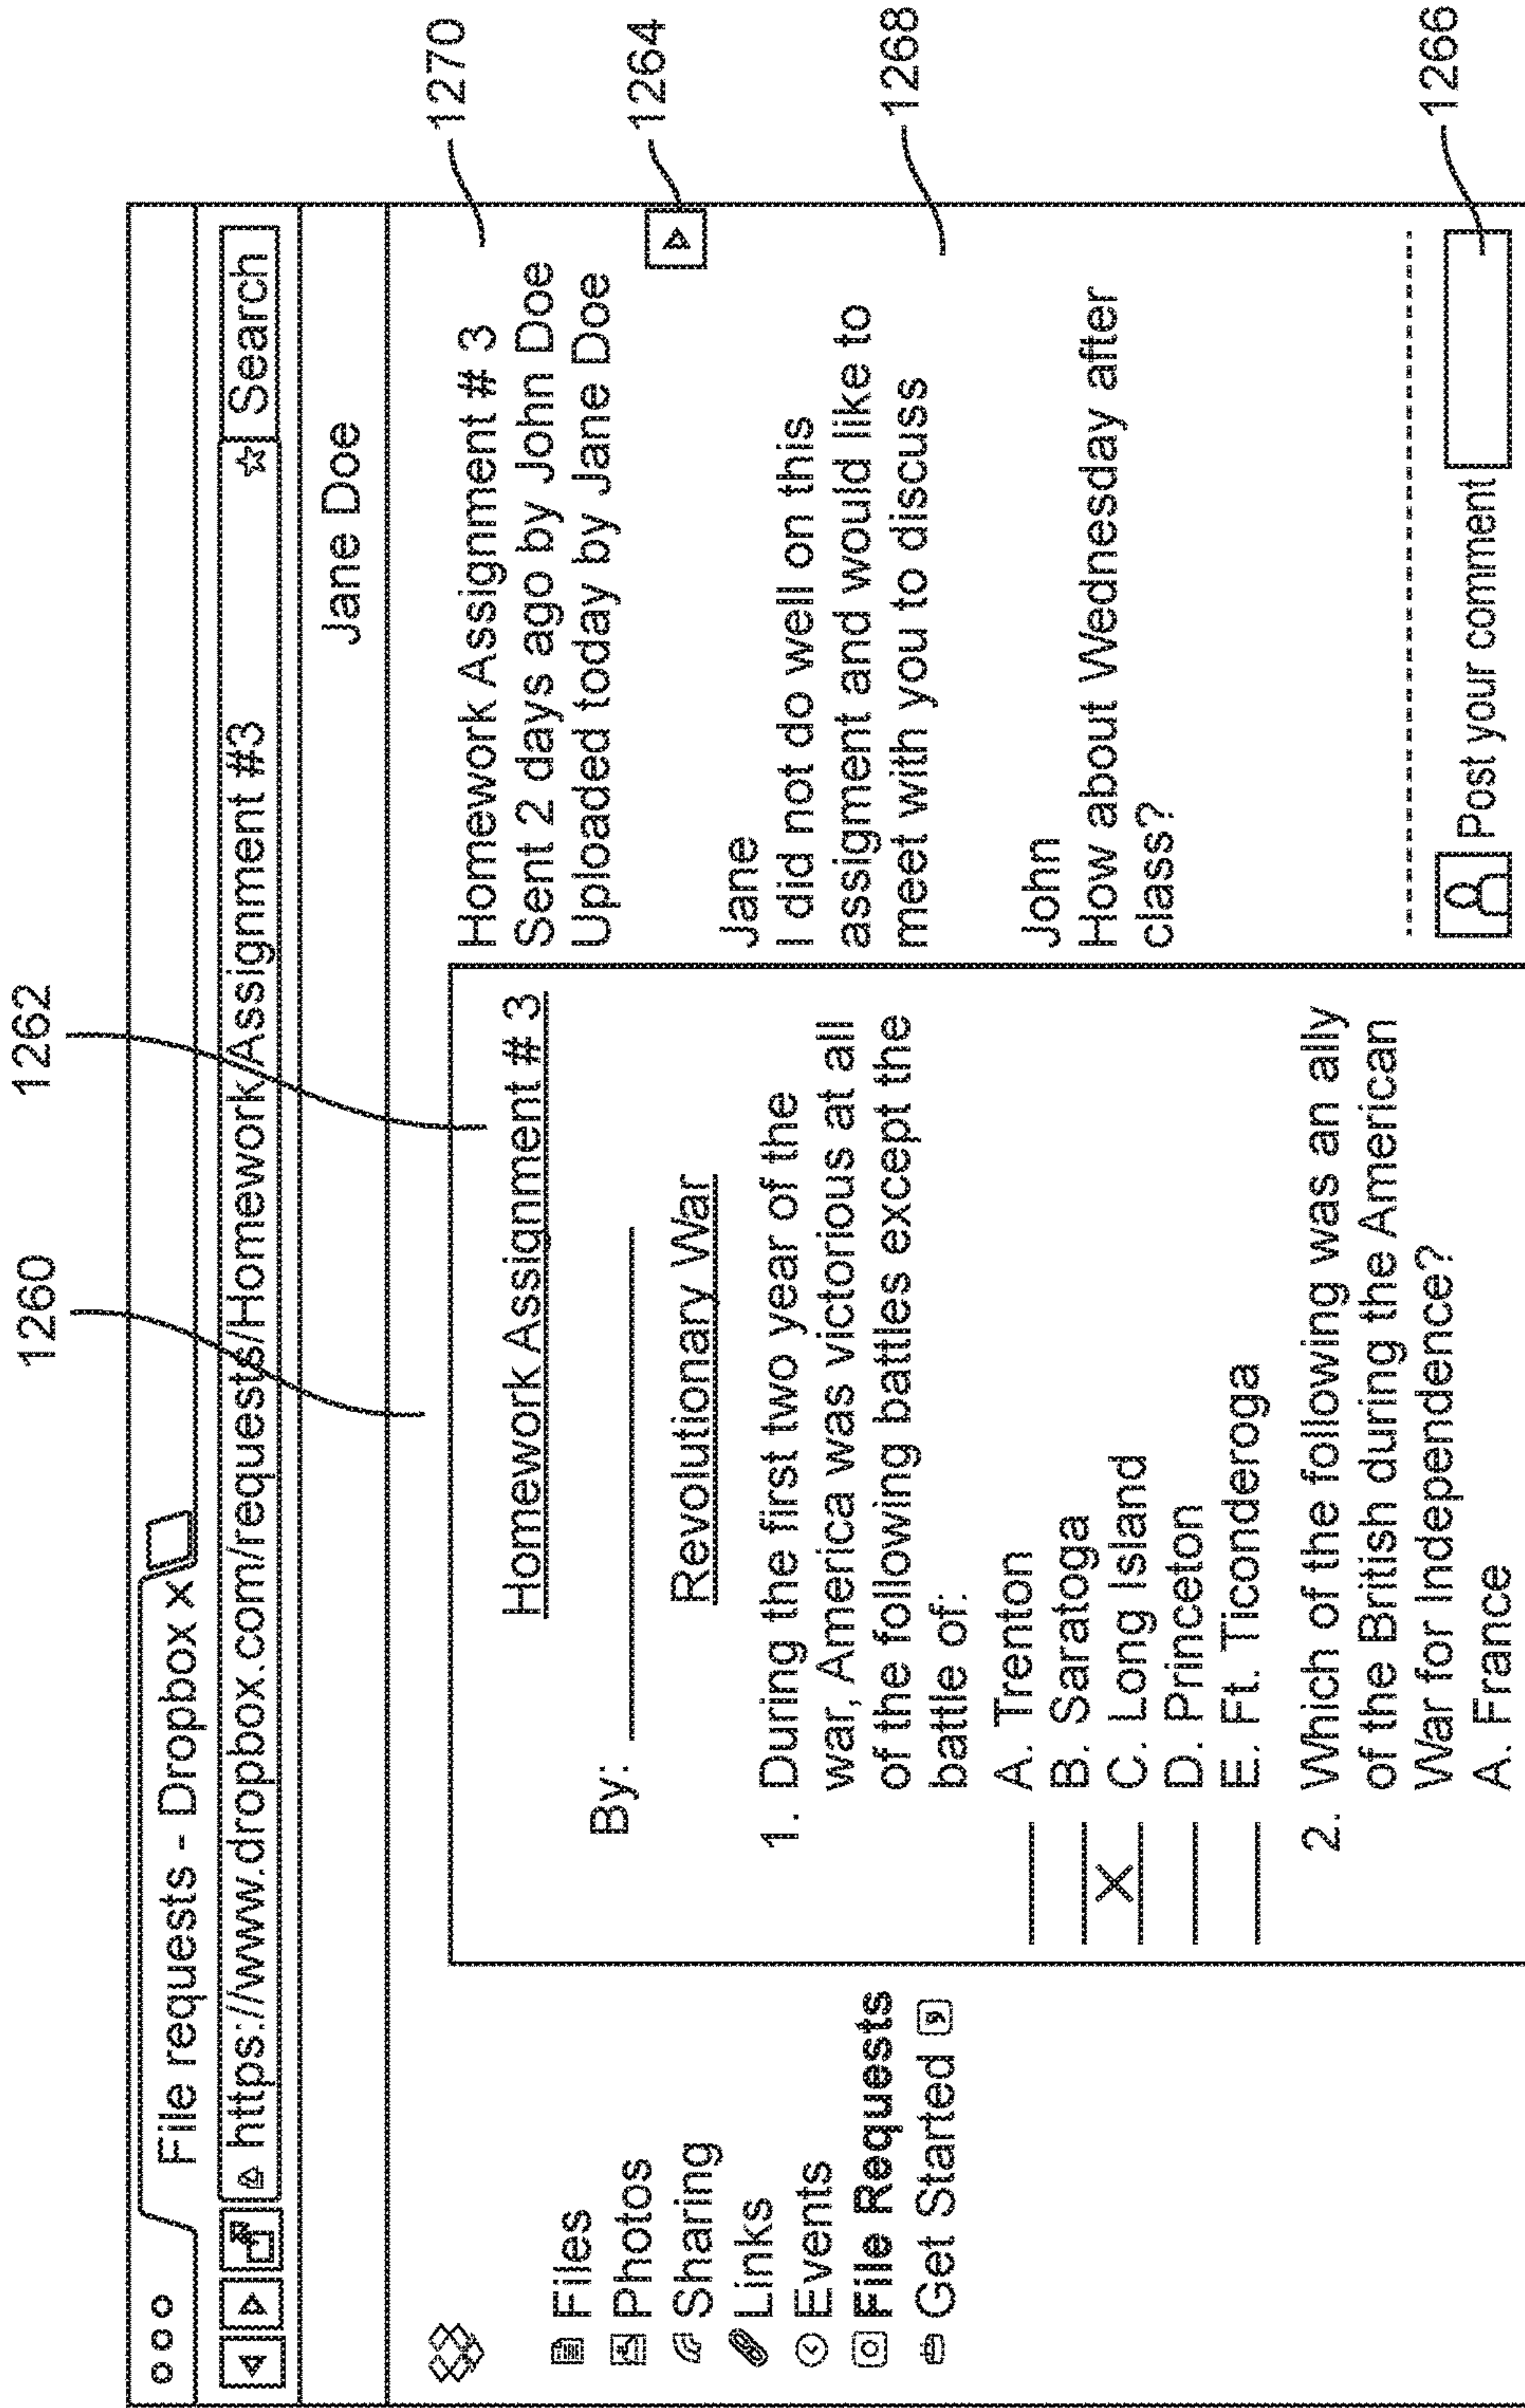 1260
1262
File requests - Dropbox x
https://www.dropbox.com/requests/Homework/Assignment #3
Search
Jane Doe
Files
Photos
Sharing
Links
Events
File Requests
Get Started
Homework Assignment # 3
By:
Revolutionary War
1. During the first two year of the
war, America was victorious at all
of the following battles except the
battle of:
A. Trenton
B. Saratoga
X C. Long Island
D. Princeton
E. Ft. Ticonderoga
2. Which of the following was an ally
of the British during the American
War for Independence?
A. France
Homework Assignment # 3
Sent 2 days ago by John Doe
Uploaded today by Jane Doe
Jane
I did not do well on this
assigment and would like to
meet with you to discuss
John
How about Wednesday after
class?
Post your comment
1270
1264
1268
1266